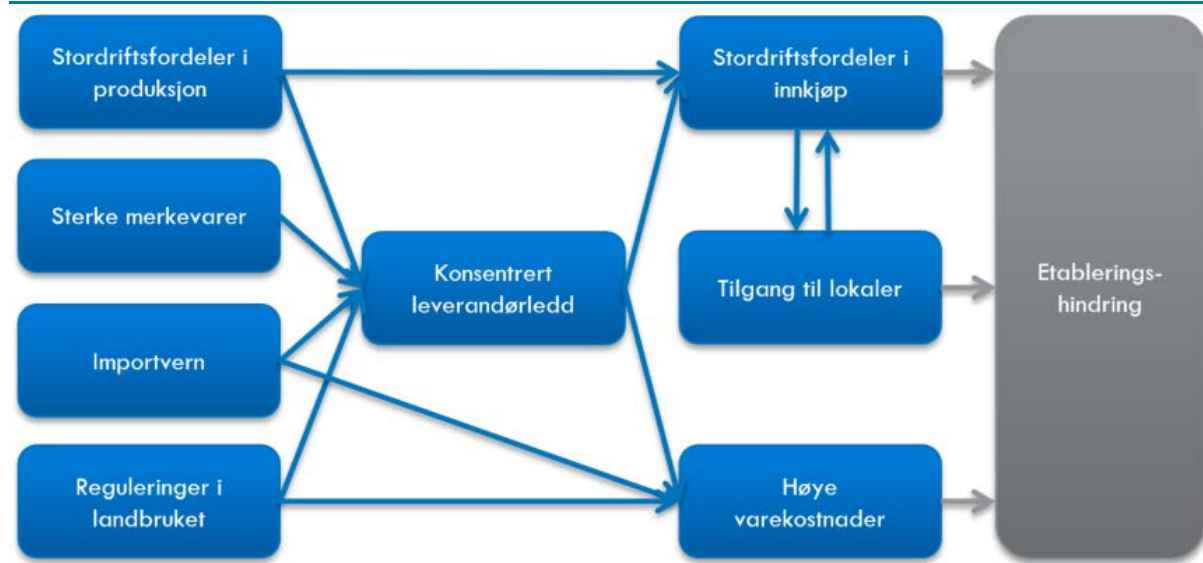 Stordriftsfordeler i
produksjon
Sterke merkevarer
Importvern
Reguleringer i
landbruket
Konsentrert
leverandørledd
Stordriftsfordeler i
innkjøp
Tilgang til lokaler
Høye
varekostnader
Etablerings-
hindring